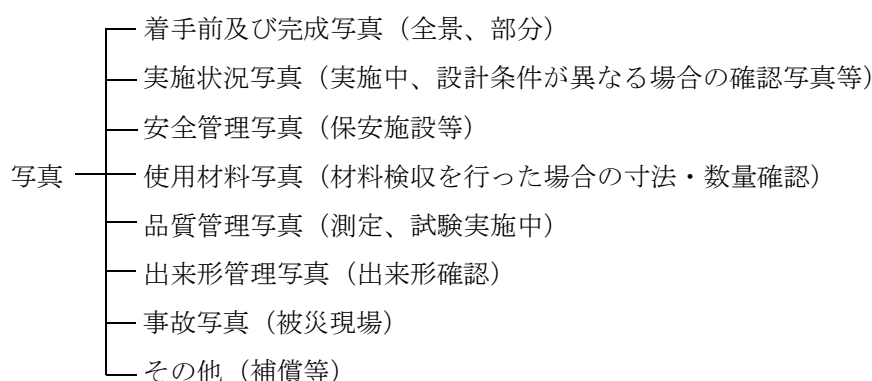 着手前及び完成写真（全景、部分）
実施状況写真（実施中、設計条件が異なる場合の確認写真等）
安全管理写真（保安施設等）
写真
使用材料写真（材料検収を行った場合の寸法・数量確認）
品質管理写真（測定、試験実施中）
出来形管理写真（出来形確認）
事故写真（被災現場）
その他（補償等）